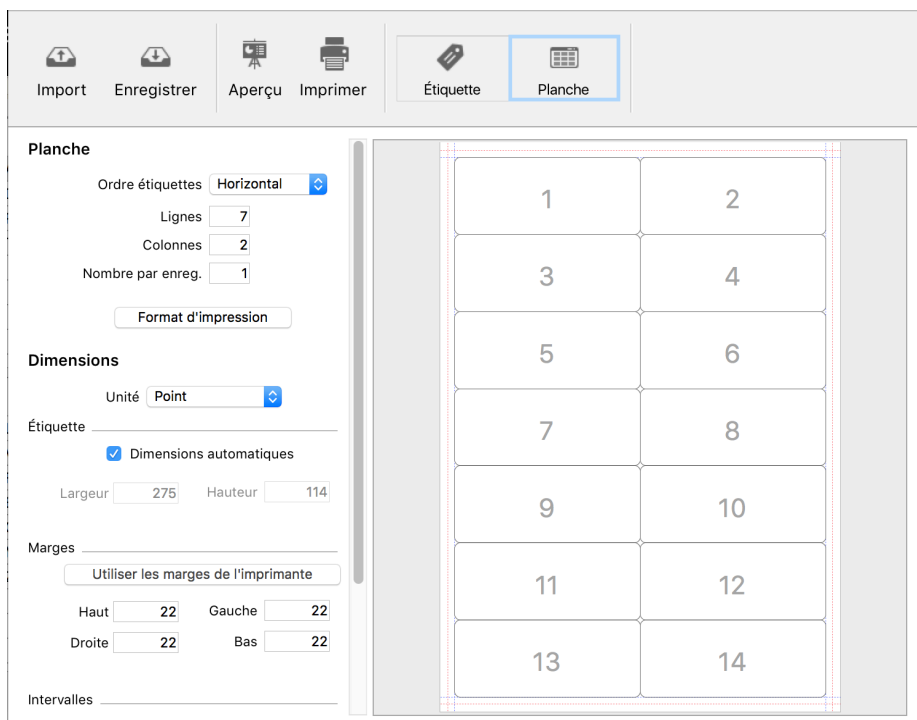 Import Enregistrer Aperçu Imprimer Étiquette Planche
Planche
Ordre étiquettes Horizontal
Lignes 7
Colonnes 2
Nombre par enreg. 1
Format d'impression
Dimensions
Unité Point
Étiquette
Dimensions automatiques
Largeur 275 Hauteur 114
Marges
Utiliser les marges de l'imprimante
Haut 22 Gauche 22
Droite 22 Bas 22
Intervalles
1 2
3 4
5 6
7 8
9 10
11 12
13 14